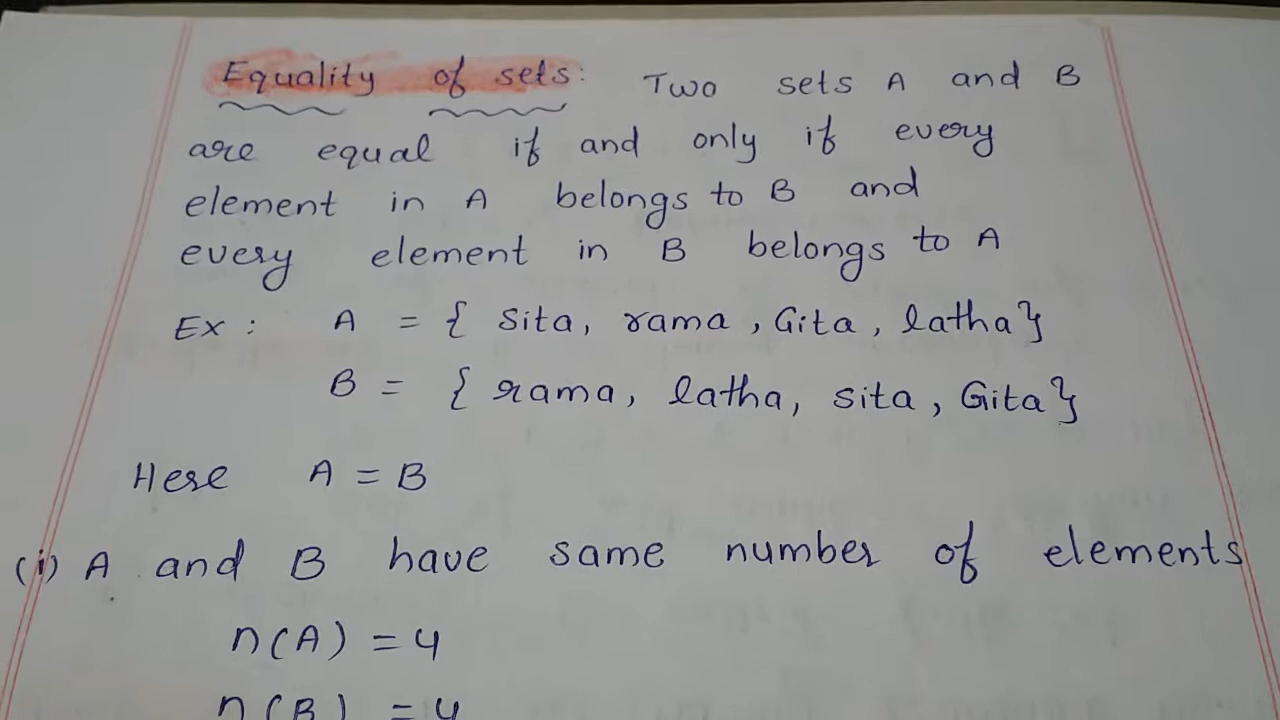 Equality of sets: Two sets A and B
are equal if and only if every
element in A belongs to B and
every element in B belongs to A
Ex : A = { Sita, rama, Gita, latha}
B = { rama, latha, sita, Gita}
Here A = B
(i) A and B have same number of elements
n(A) = 4
n(B) = 4